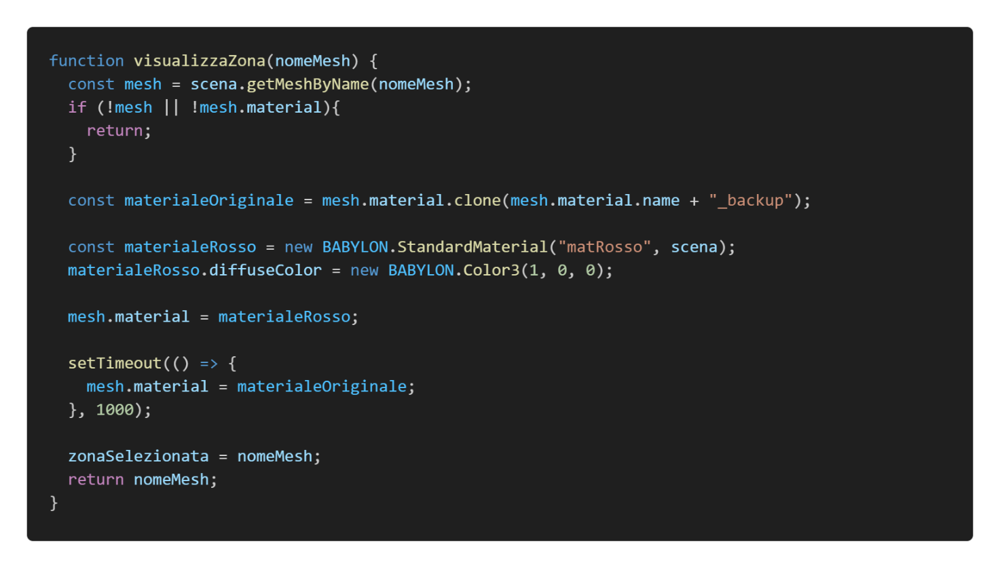 function visualizzaZona(nomeMesh) {
  const mesh = scena.getMeshByName(nomeMesh);
  if (!mesh || !mesh.material){
    return;
  }

  const materialeOriginale = mesh.material.clone(mesh.material.name + "_backup");

  const materialeRosso = new BABYLON.StandardMaterial("matRosso", scena);
  materialeRosso.diffuseColor = new BABYLON.Color3(1, 0, 0);

  mesh.material = materialeRosso;

  setTimeout(() => {
    mesh.material = materialeOriginale;
  }, 1000);

  zonaSelezionata = nomeMesh;
  return nomeMesh;
}